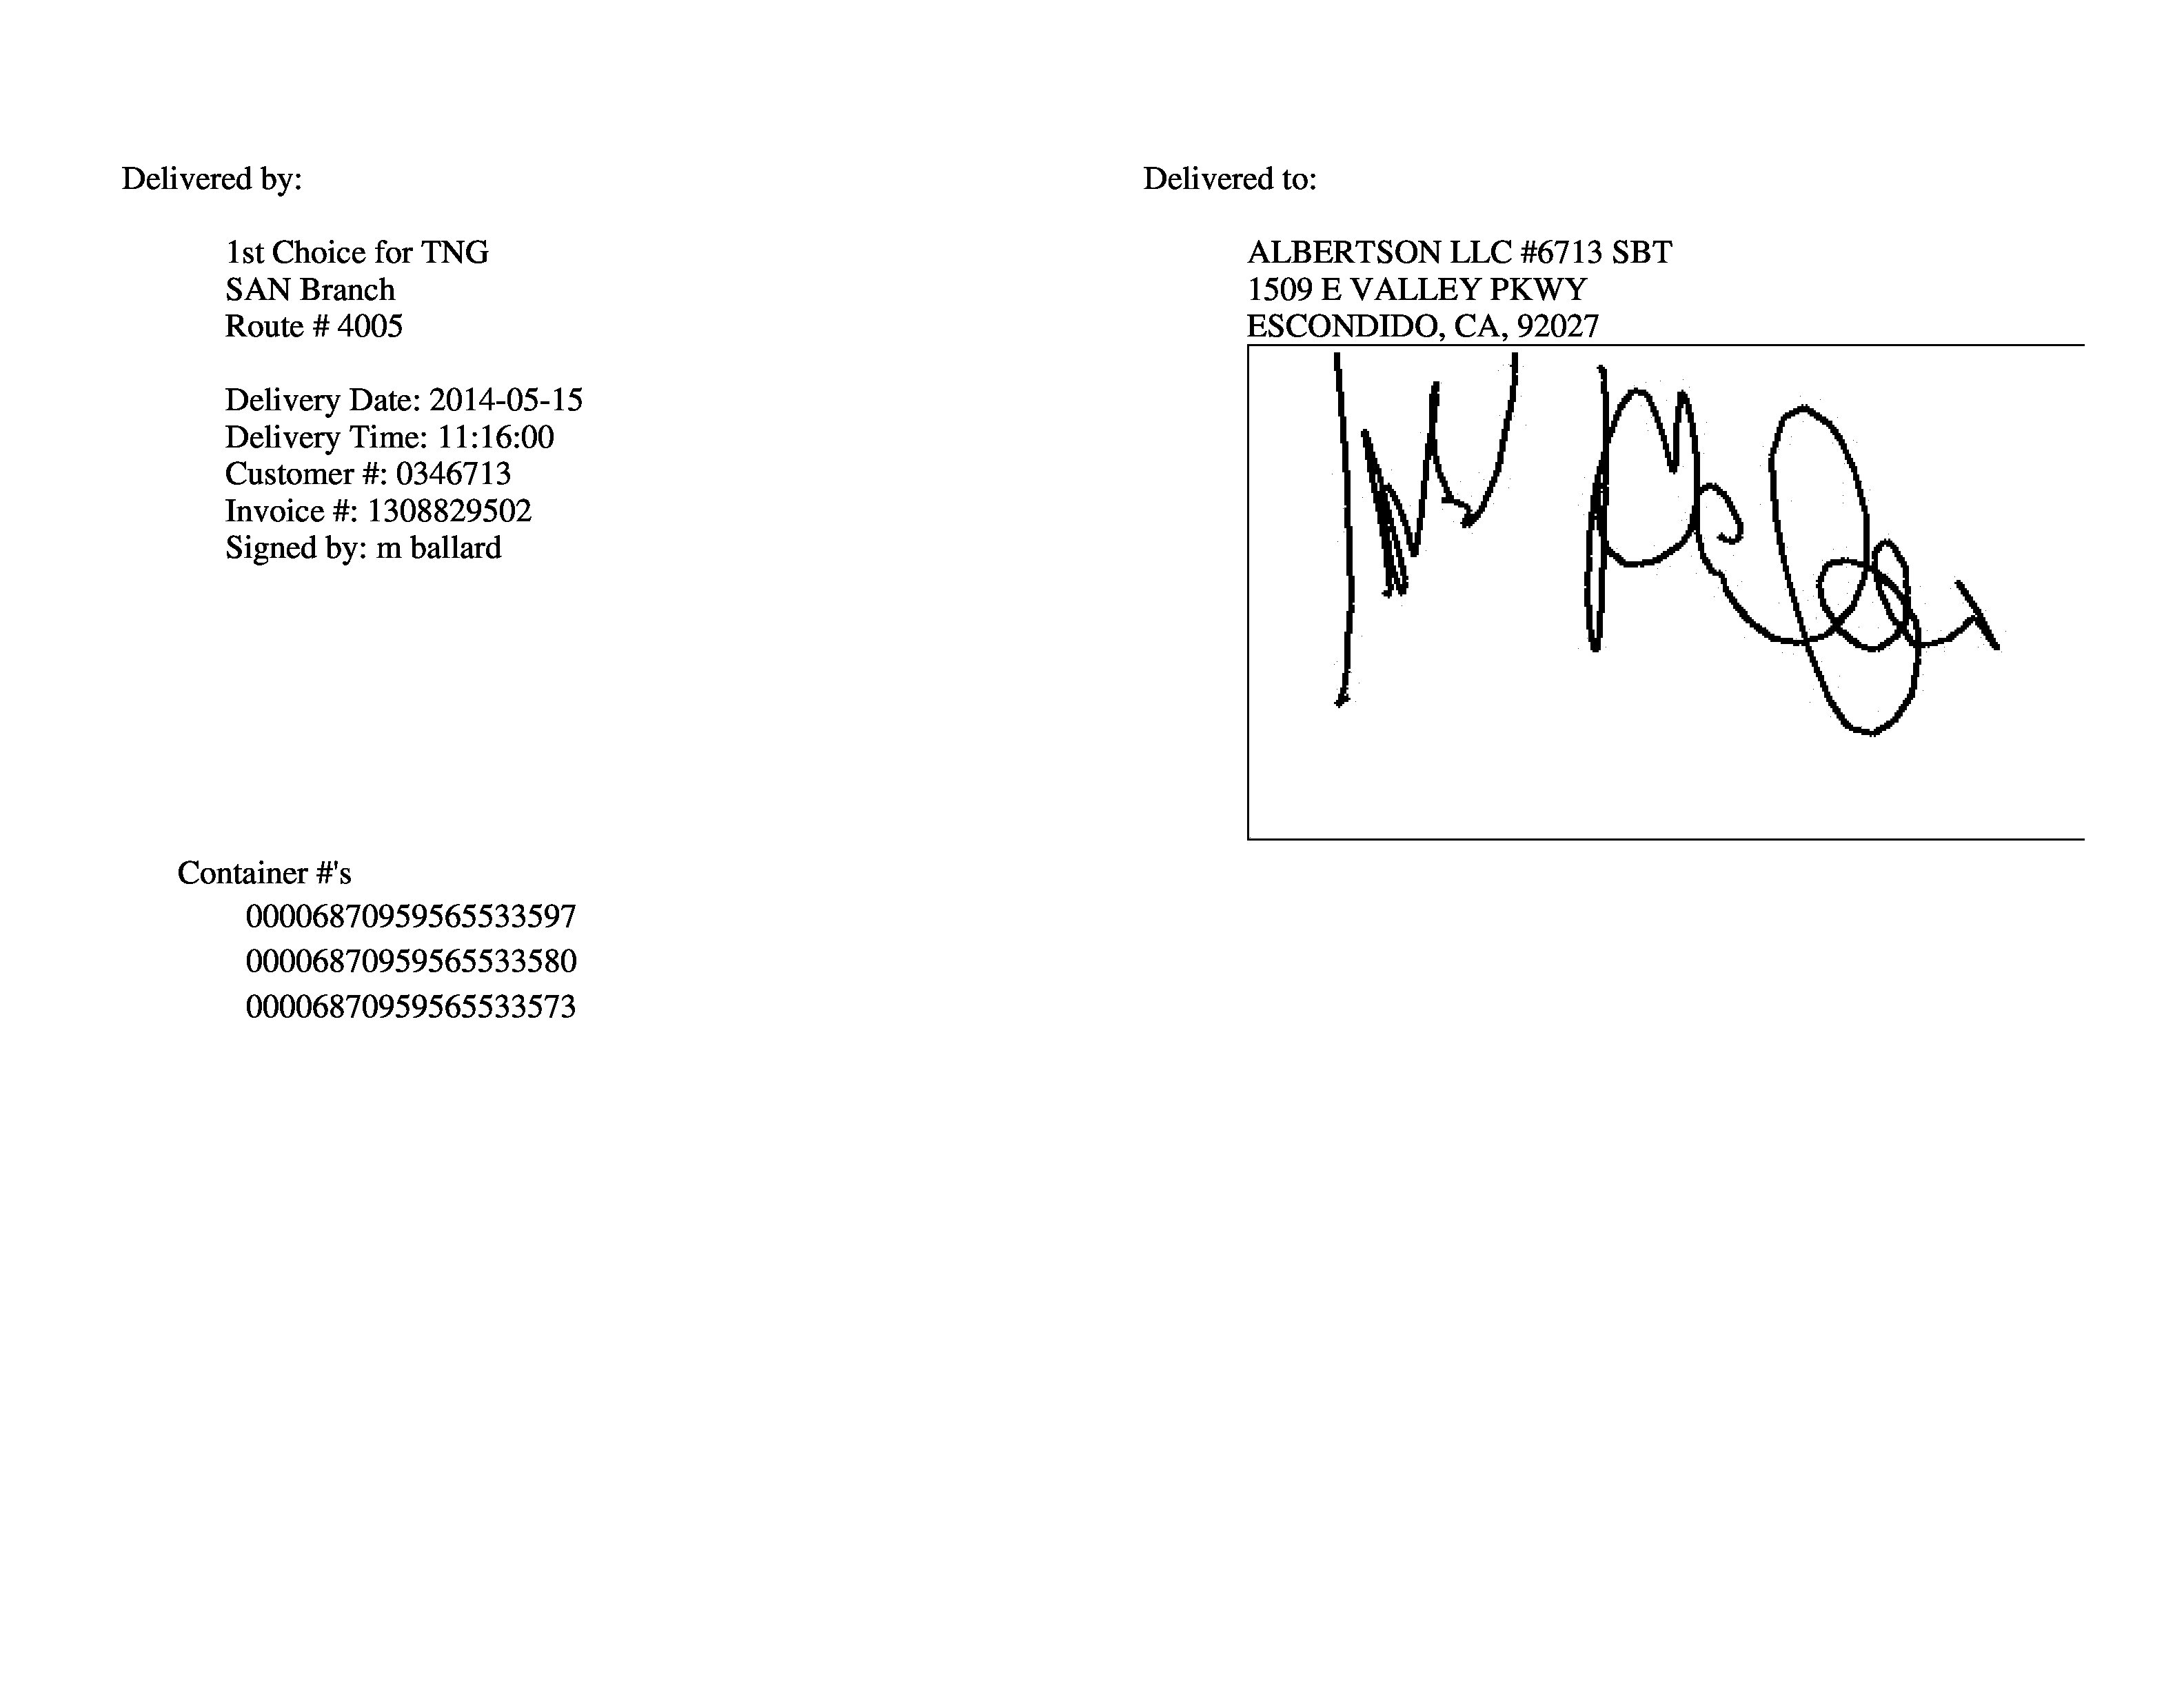 Delivered by:
1st Choice for TNG
SAN Branch
Route # 4005
Delivery Date: 2014-05-15
Delivery Time: 11:16:00
Customer #: 0346713
Invoice #: 1308829502
Signed by: m ballard
Delivered to:
ALBERTSON LLC #6713 SBT
1509 E VALLEY PKWY
ESCONDIDO, CA, 92027
Container #'s
00006870959565533597
00006870959565533580
00006870959565533573